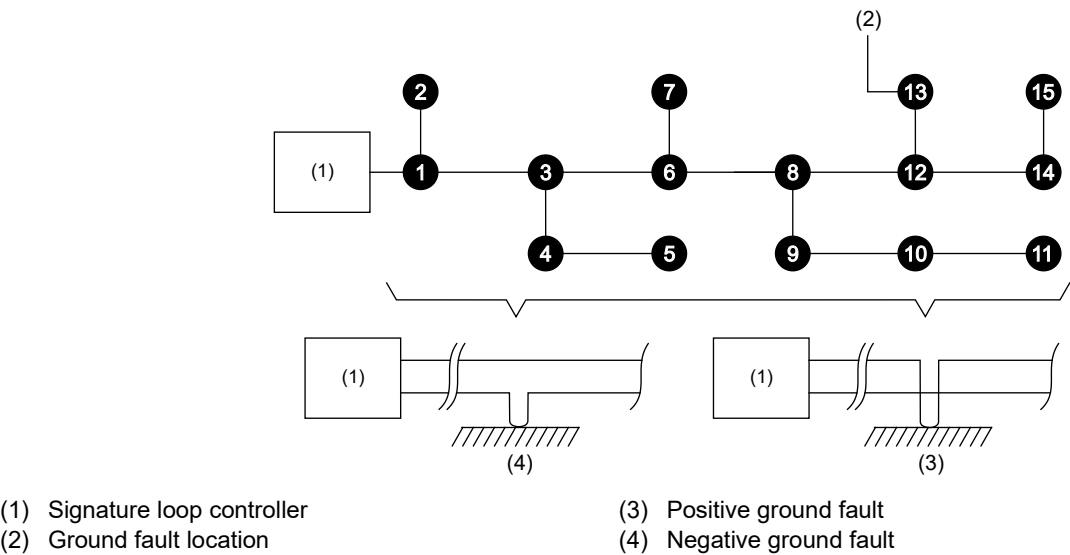 (2)
2 7 13 15
(1) 1 3 6 8 12 14
4 5 9 10 11
(1) (1)
(4) (3)
(1) Signature loop controller (3) Positive ground fault
(2) Ground fault location (4) Negative ground fault